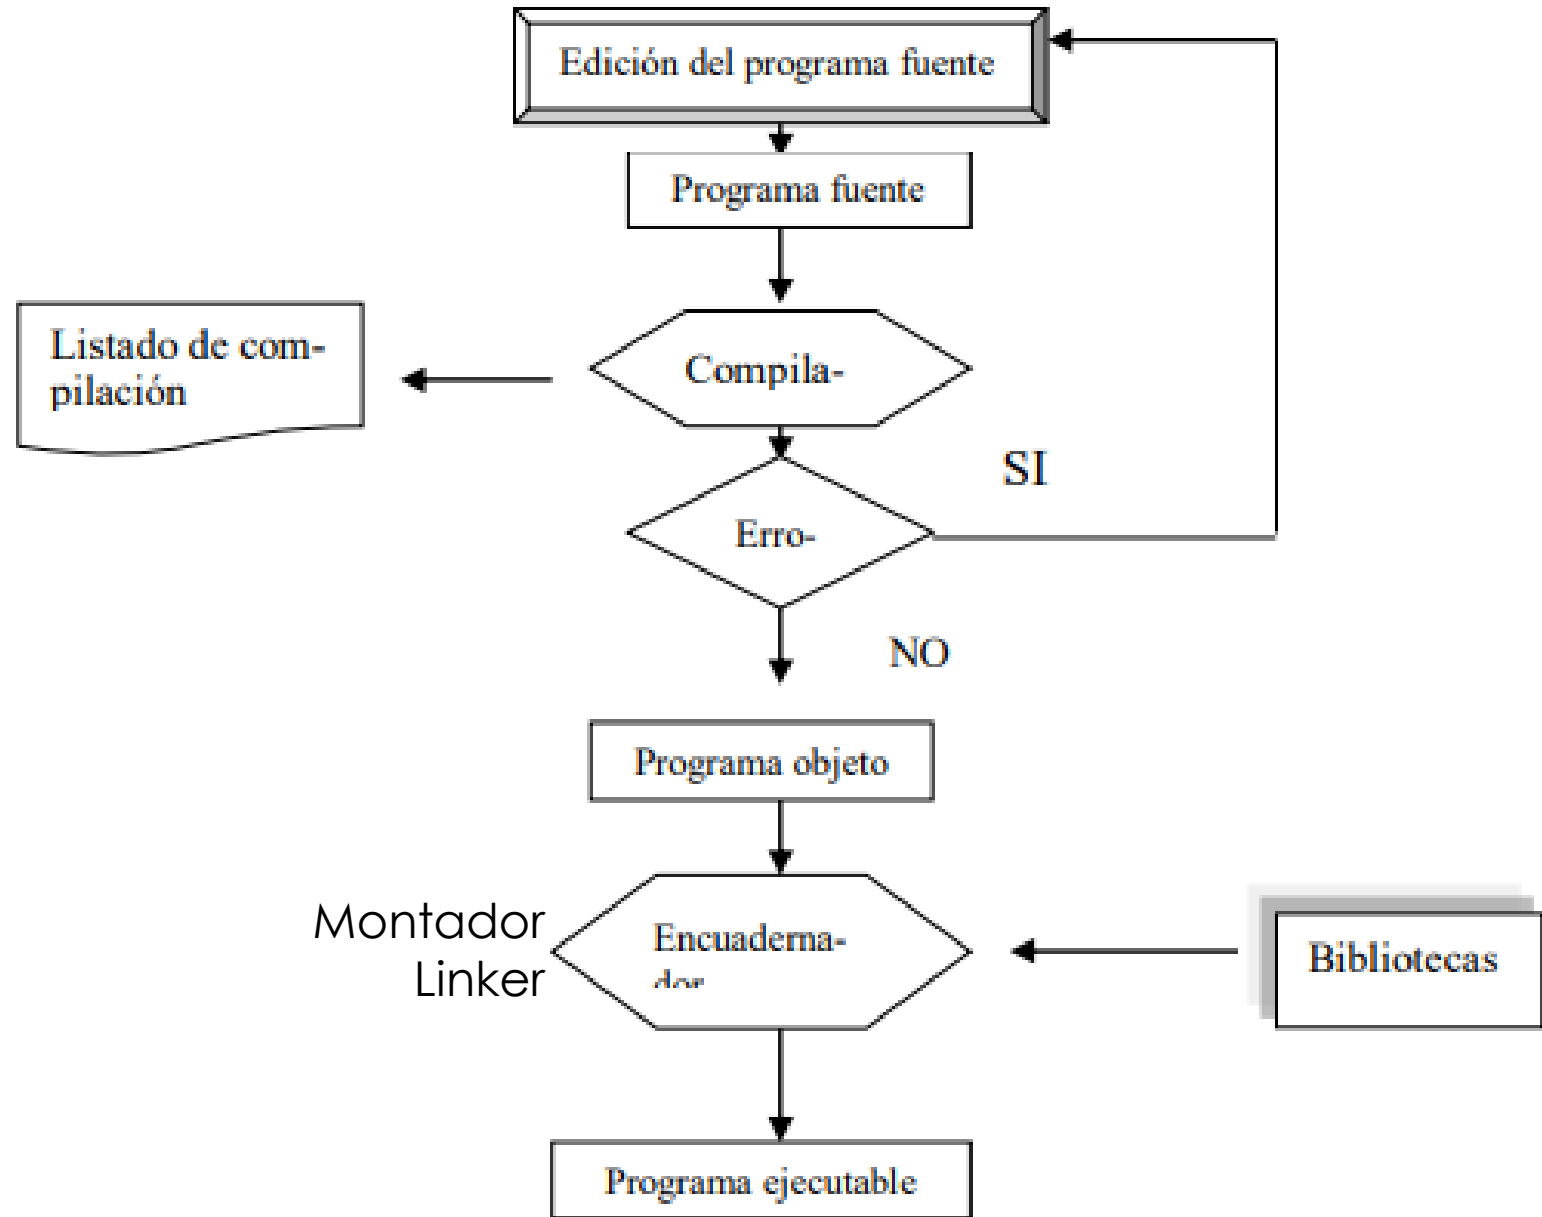 Edición del programa fuente
Programa fuente
Listado de com-
pilación
Compila-
SI
Erro-
NO
Programa objeto
Montador
Linker
Encuaderna-
dor
Bibliotecas
Programa ejecutable